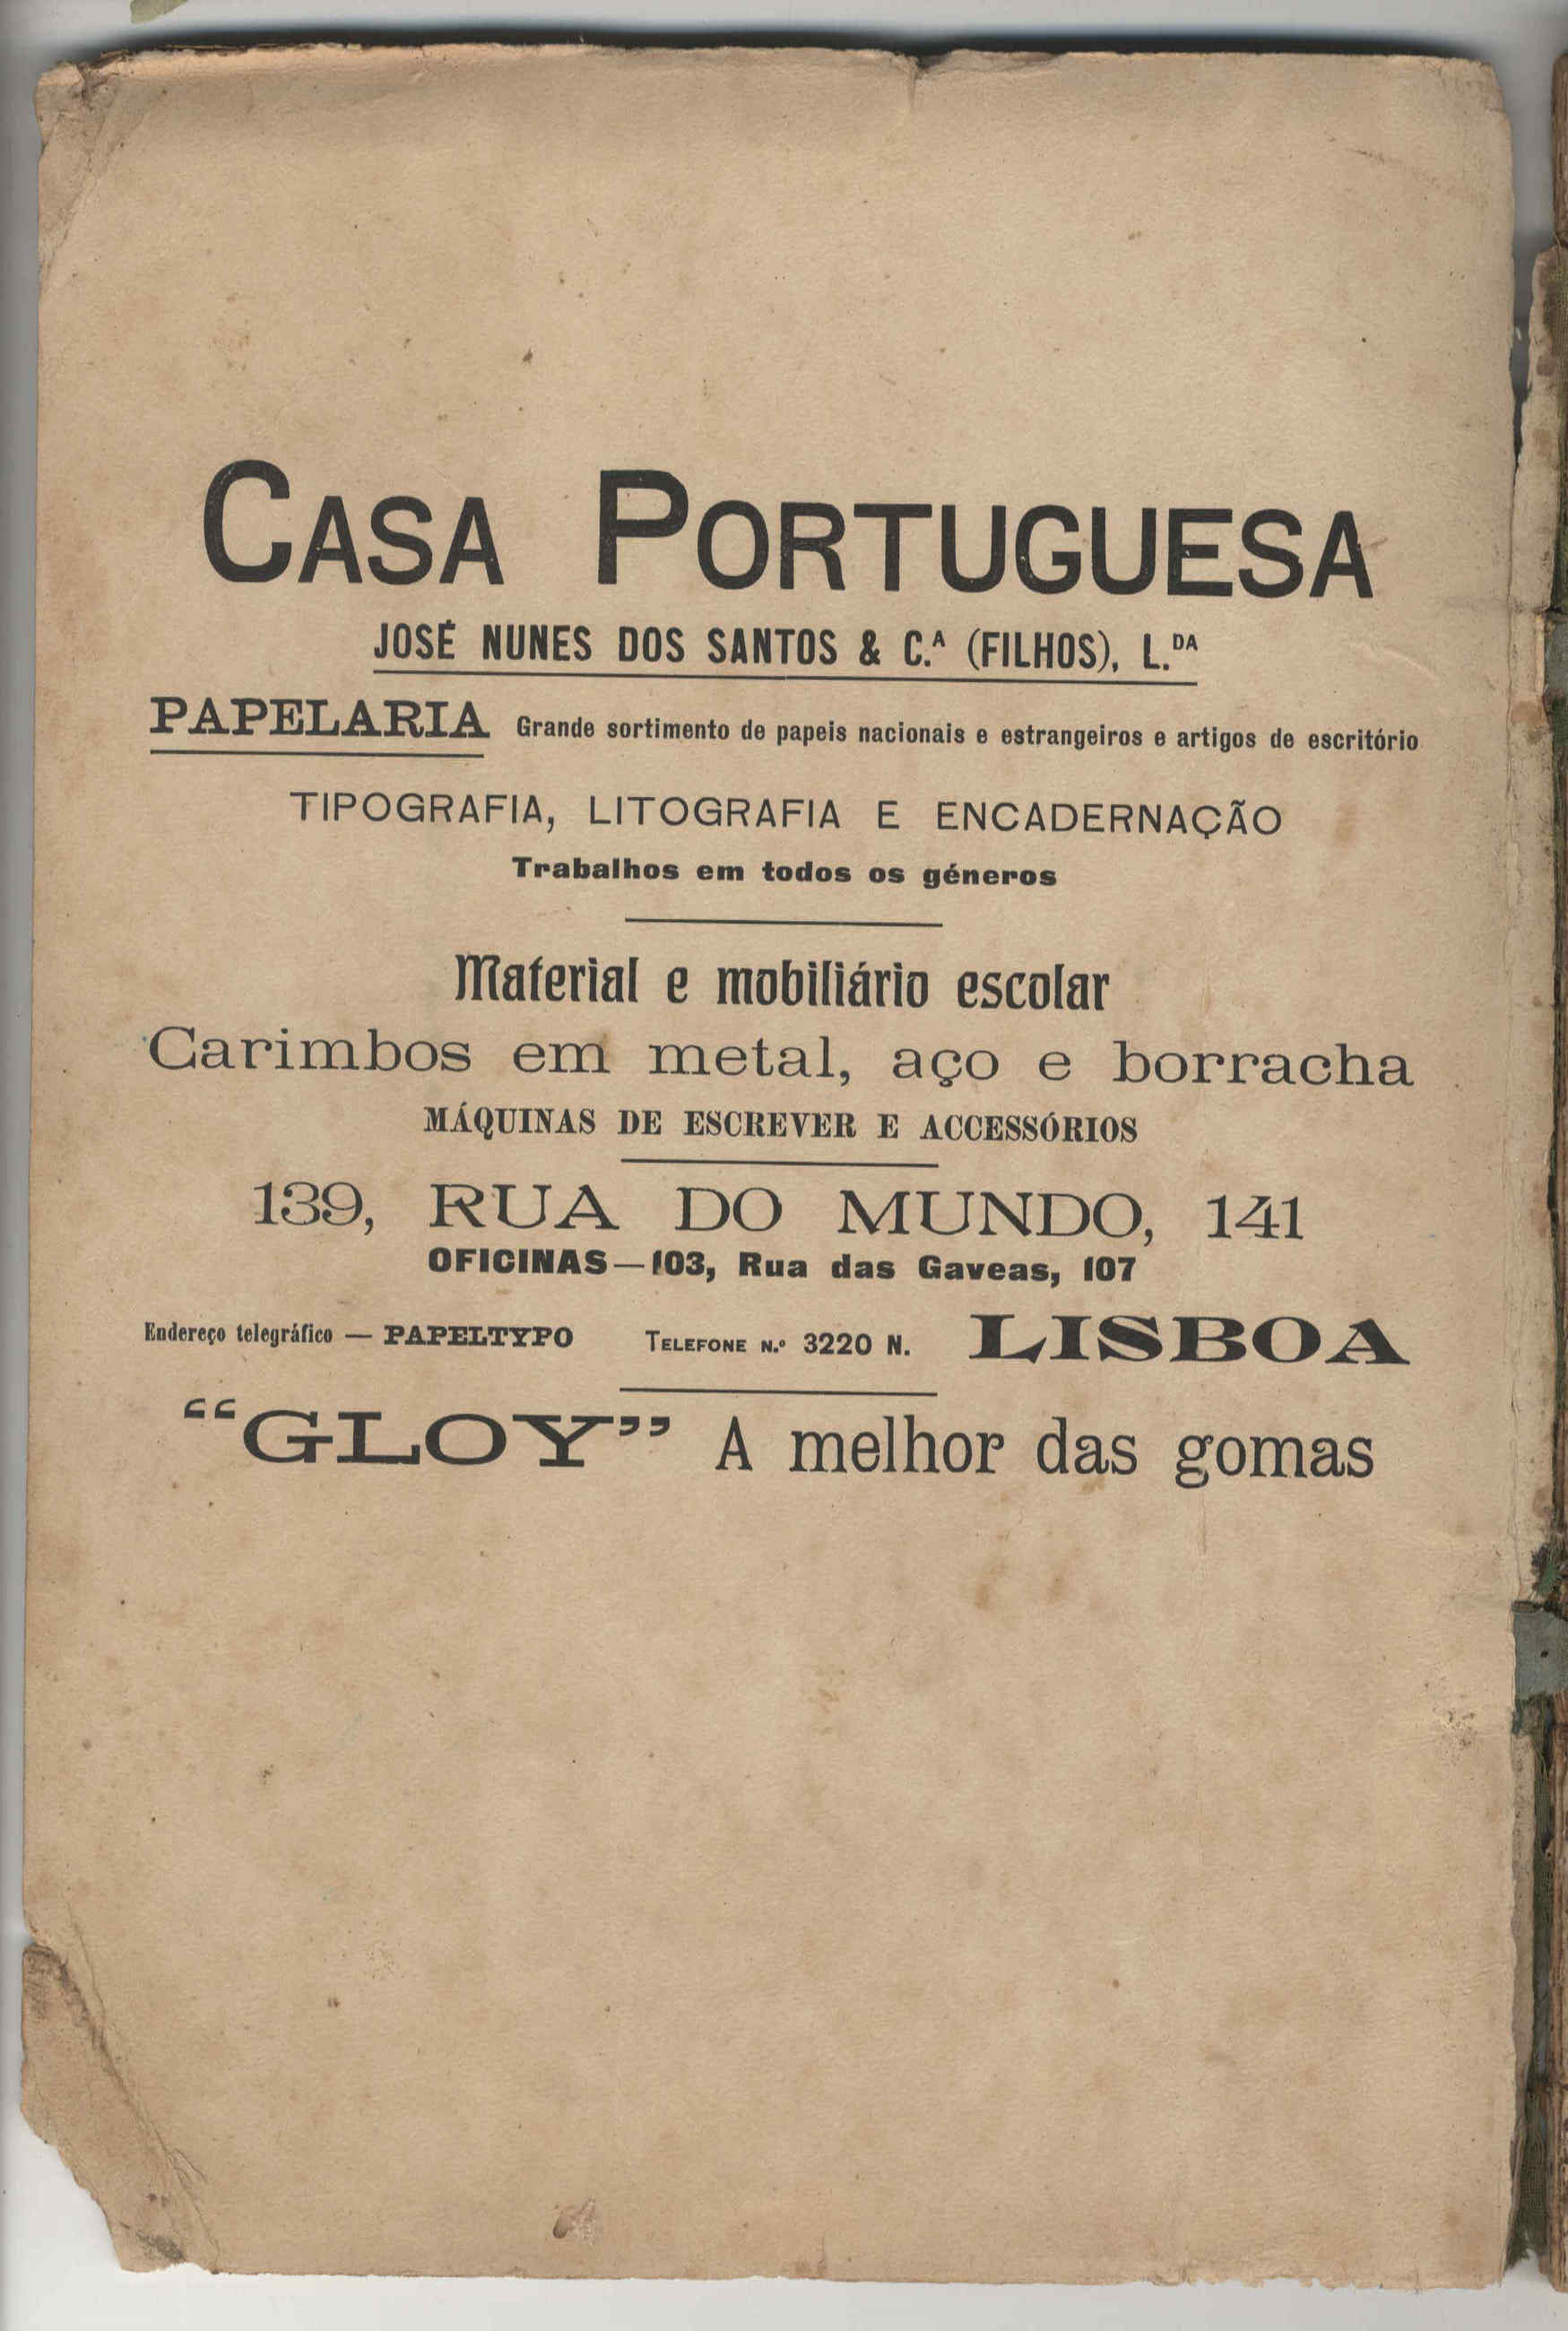 CASA PORTUGUESA
JOSÉ NUNES DOS SANTOS & C.ᴬ (FILHOS), L.ᴰᴬ
PAPELARIA Grande sortimento de papeis nacionais e estrangeiros e artigos de escritório
TIPOGRAFIA, LITOGRAFIA E ENCADERNAÇÃO
Trabalhos em todos os géneros
Material e mobiliário escolar
Carimbos em metal, aço e borracha
MÁQUINAS DE ESCREVER E ACCESSÓRIOS
139, RUA DO MUNDO, 141
OFICINAS—103, Rua das Gaveas, 107
Endereço telegráfico — PAPELTYPO TELEFONE N.º 3220 N. LISBOA
“GLOY” A melhor das gomas